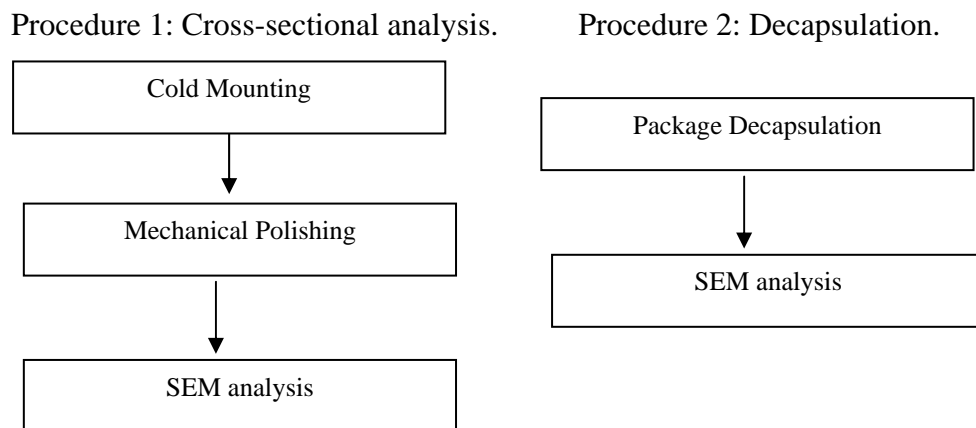 Procedure 1: Cross-sectional analysis.
Cold Mounting
Mechanical Polishing
SEM analysis
Procedure 2: Decapsulation.
Package Decapsulation
SEM analysis